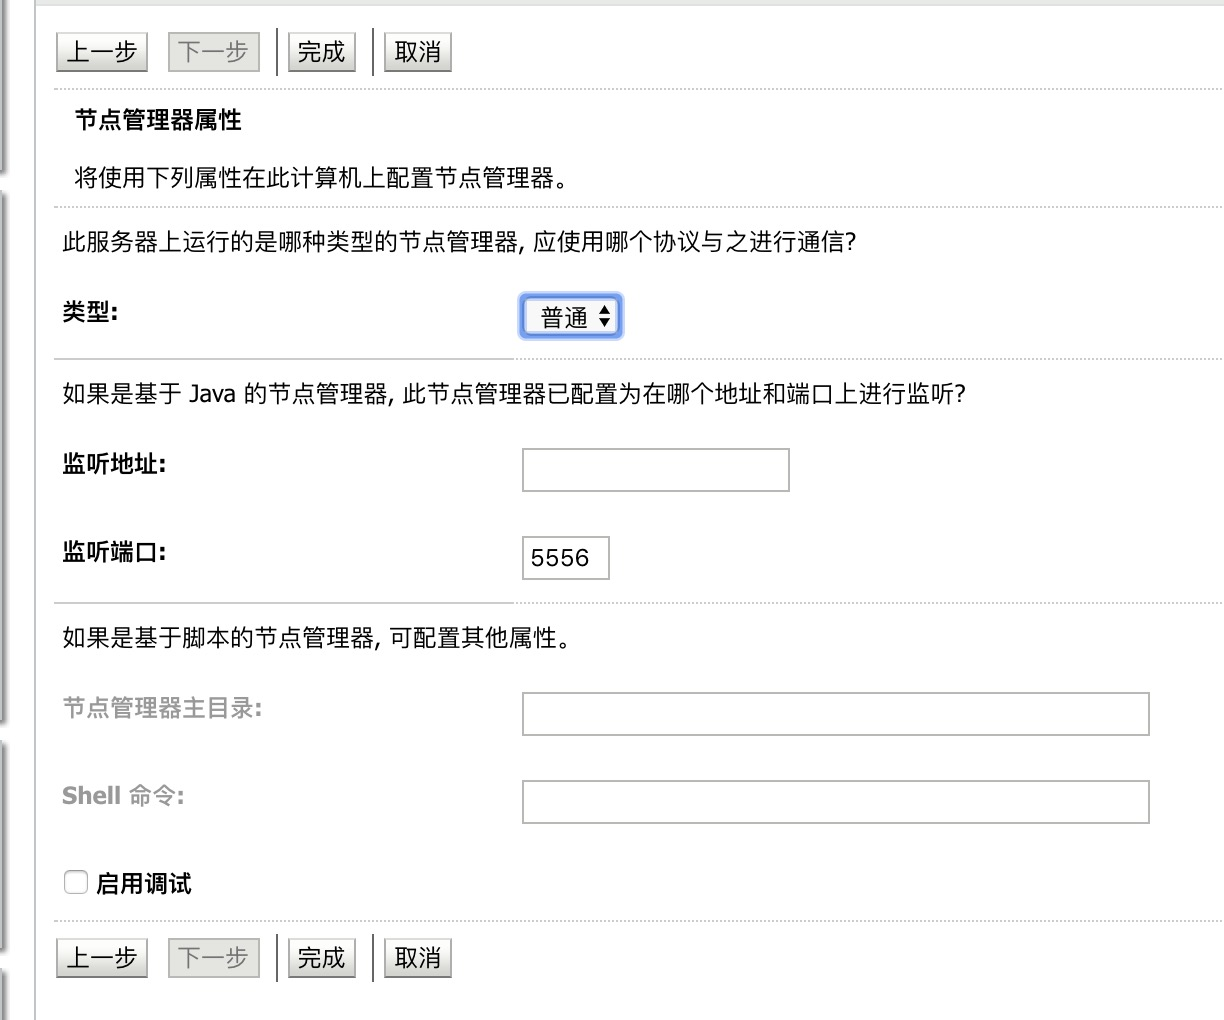 上一步 下一步 完成 取消
节点管理器属性
将使用下列属性在此计算机上配置节点管理器。
此服务器上运行的是哪种类型的节点管理器, 应使用哪个协议与之进行通信?
类型: 普通
如果是基于 Java 的节点管理器, 此节点管理器已配置为在哪个地址和端口上进行监听?
监听地址:
监听端口: 5556
如果是基于脚本的节点管理器, 可配置其他属性。
节点管理器主目录:
Shell 命令:
启用调试
上一步 下一步 完成 取消